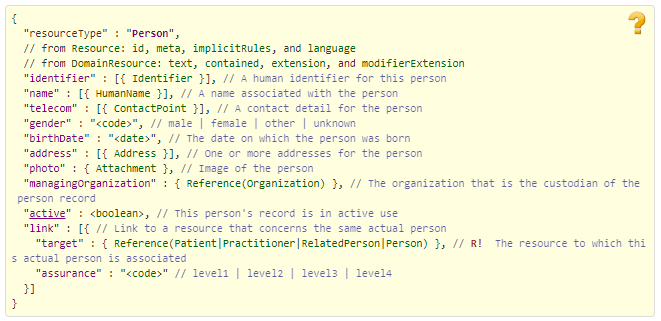 {
  "resourceType" : "Person",
  // from Resource: id, meta, implicitRules, and language
  // from DomainResource: text, contained, extension, and modifierExtension
  "identifier" : [{ Identifier }], // A human identifier for this person
  "name" : [{ HumanName }], // A name associated with the person
  "telecom" : [{ ContactPoint }], // A contact detail for the person
  "gender" : "<code>", // male | female | other | unknown
  "birthDate" : "<date>", // The date on which the person was born
  "address" : [{ Address }], // One or more addresses for the person
  "photo" : { Attachment }, // Image of the person
  "managingOrganization" : { Reference(Organization) }, // The organization that is the custodian of the
 person record
  "active" : <boolean>, // This person's record is in active use
  "link" : [{ // Link to a resource that concerns the same actual person
    "target" : { Reference(Patient|Practitioner|RelatedPerson|Person) }, // R!  The resource to which thi
s actual person is associated
    "assurance" : "<code>" // level1 | level2 | level3 | level4
  }]
}
?